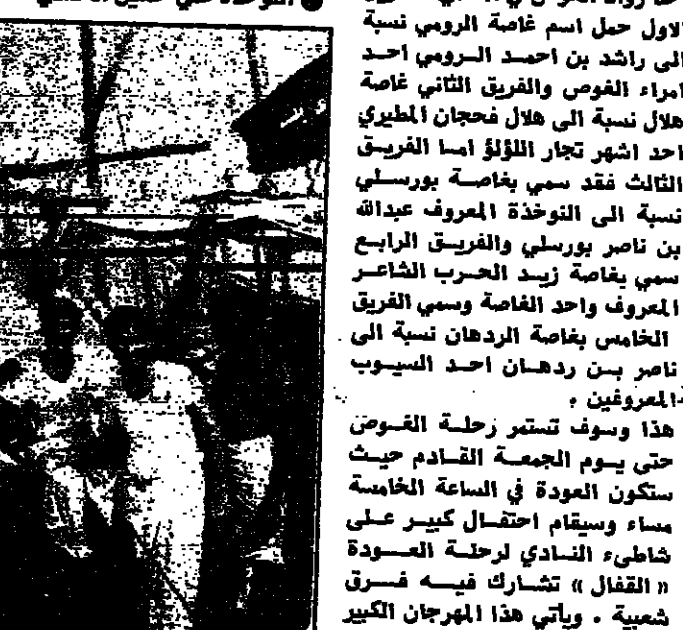 ● النوخذة علي
الاول حمل اسم غاصة الرومي نسبة
الى راشد بن احمد الرومي احد
امراء الغوص والفريق الثاني غاصة
هلال نسبة الى هلال فحجان المطيري
احد اشهر تجار اللؤلؤ اما الفريق
الثالث فقد سمي بغاصة بورسلي
نسبة الى النوخذة المعروف عبدالله
بن ناصر بورسلي والفريق الرابع
سمي بغاصة زيد الحرب الشاعر
المعروف واحد الغاصة وسمي الفريق
الخامس بغاصة الردهان نسبة الى
ناصر بن ردهان احد السيوب
المعروفين .
هذا وسوف تستمر رحلة الغوص
حتى يوم الجمعة القادم حيث
ستكون العودة في الساعة الخامسة
مساء وسيقام احتفال كبير على
شاطىء النادي لرحلة العودة
« القفال » تشارك فيه فرق
شعبية . وياتي هذا المهرجان الكبير